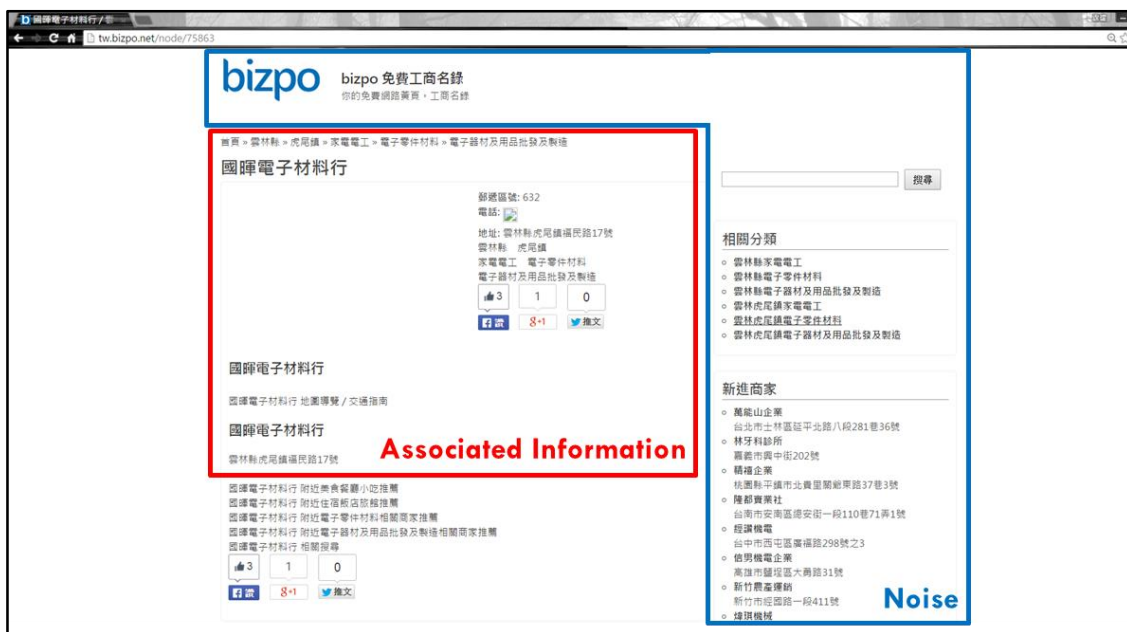 國暉電子材料行 /
tw.bizpo.net/node/75863
bizpo
bizpo 免費工商名錄
你的免費網路黃頁，工商名錄
首頁 » 雲林縣 » 虎尾鎮 » 家電電工 » 電子零件材料 » 電子器材及用品批發及製造
國暉電子材料行
郵遞區號: 632
電話:
地址: 雲林縣虎尾鎮福民路17號
雲林縣 虎尾鎮
家電電工 電子零件材料
電子器材及用品批發及製造
3 1 0
讚 +1 推文
國暉電子材料行
國暉電子材料行 地圖導覽 / 交通指南
國暉電子材料行
雲林縣虎尾鎮福民路17號
Associated Information
國暉電子材料行 附近美食餐廳小吃推薦
國暉電子材料行 附近住宿飯店旅館推薦
國暉電子材料行 附近電子零件材料相關商家推薦
國暉電子材料行 附近電子器材及用品批發及製造相關商家推薦
國暉電子材料行 相關搜尋
3 1 0
讚 +1 推文
搜尋
相關分類
雲林縣家電電工
雲林縣電子零件材料
雲林縣電子器材及用品批發及製造
雲林虎尾鎮家電電工
雲林虎尾鎮電子零件材料
雲林虎尾鎮電子器材及用品批發及製造
新進商家
萬能山企業
台北市士林區延平北路八段281巷36號
林牙科診所
嘉義市興中街202號
積禧企業
桃園縣平鎮市北貴里關爺東路37巷3號
隆都實業社
台南市安南區總安街一段110巷71弄1號
經讚機電
台中市西屯區廣福路298號之3
信男機電企業
高雄市鹽埕區大勇路31號
新竹農產運銷
新竹市經國路一段411號
煒琪機械
Noise